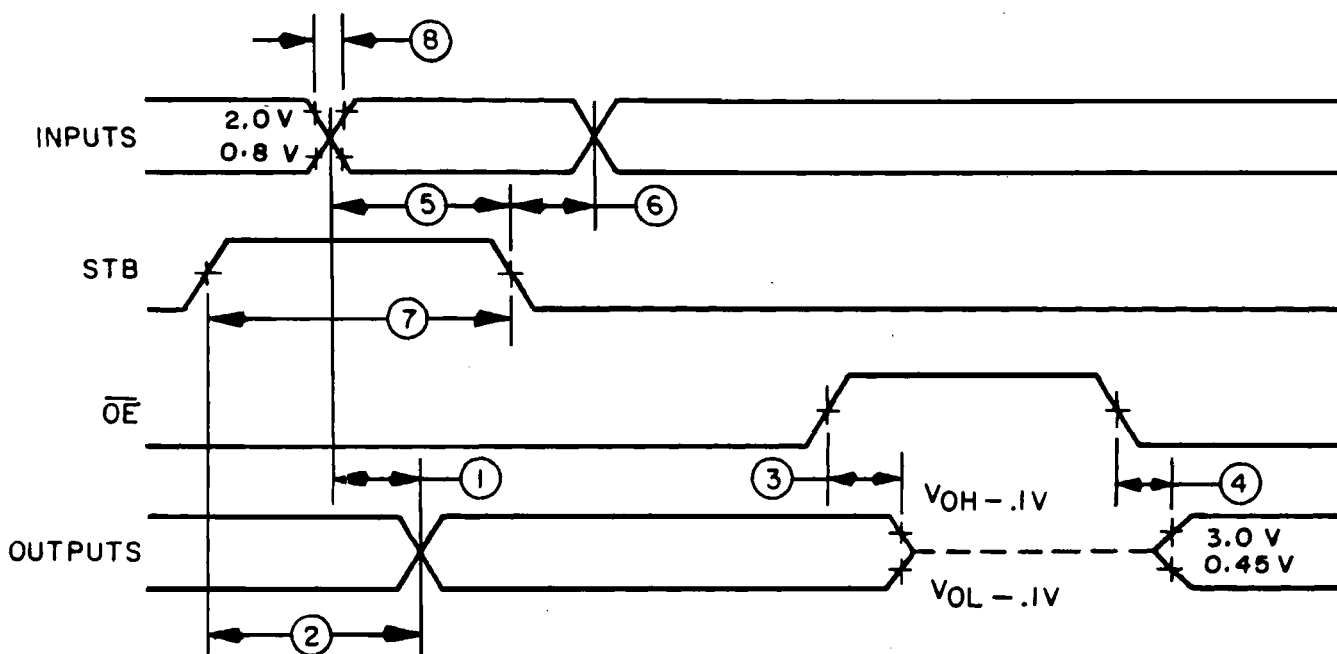 8
INPUTS
2.0 V
0.8 V
5
6
STB
7
OE
1
3
4
VOH - .1V
OUTPUTS
3.0 V
0.45 V
VOL - .1V
2